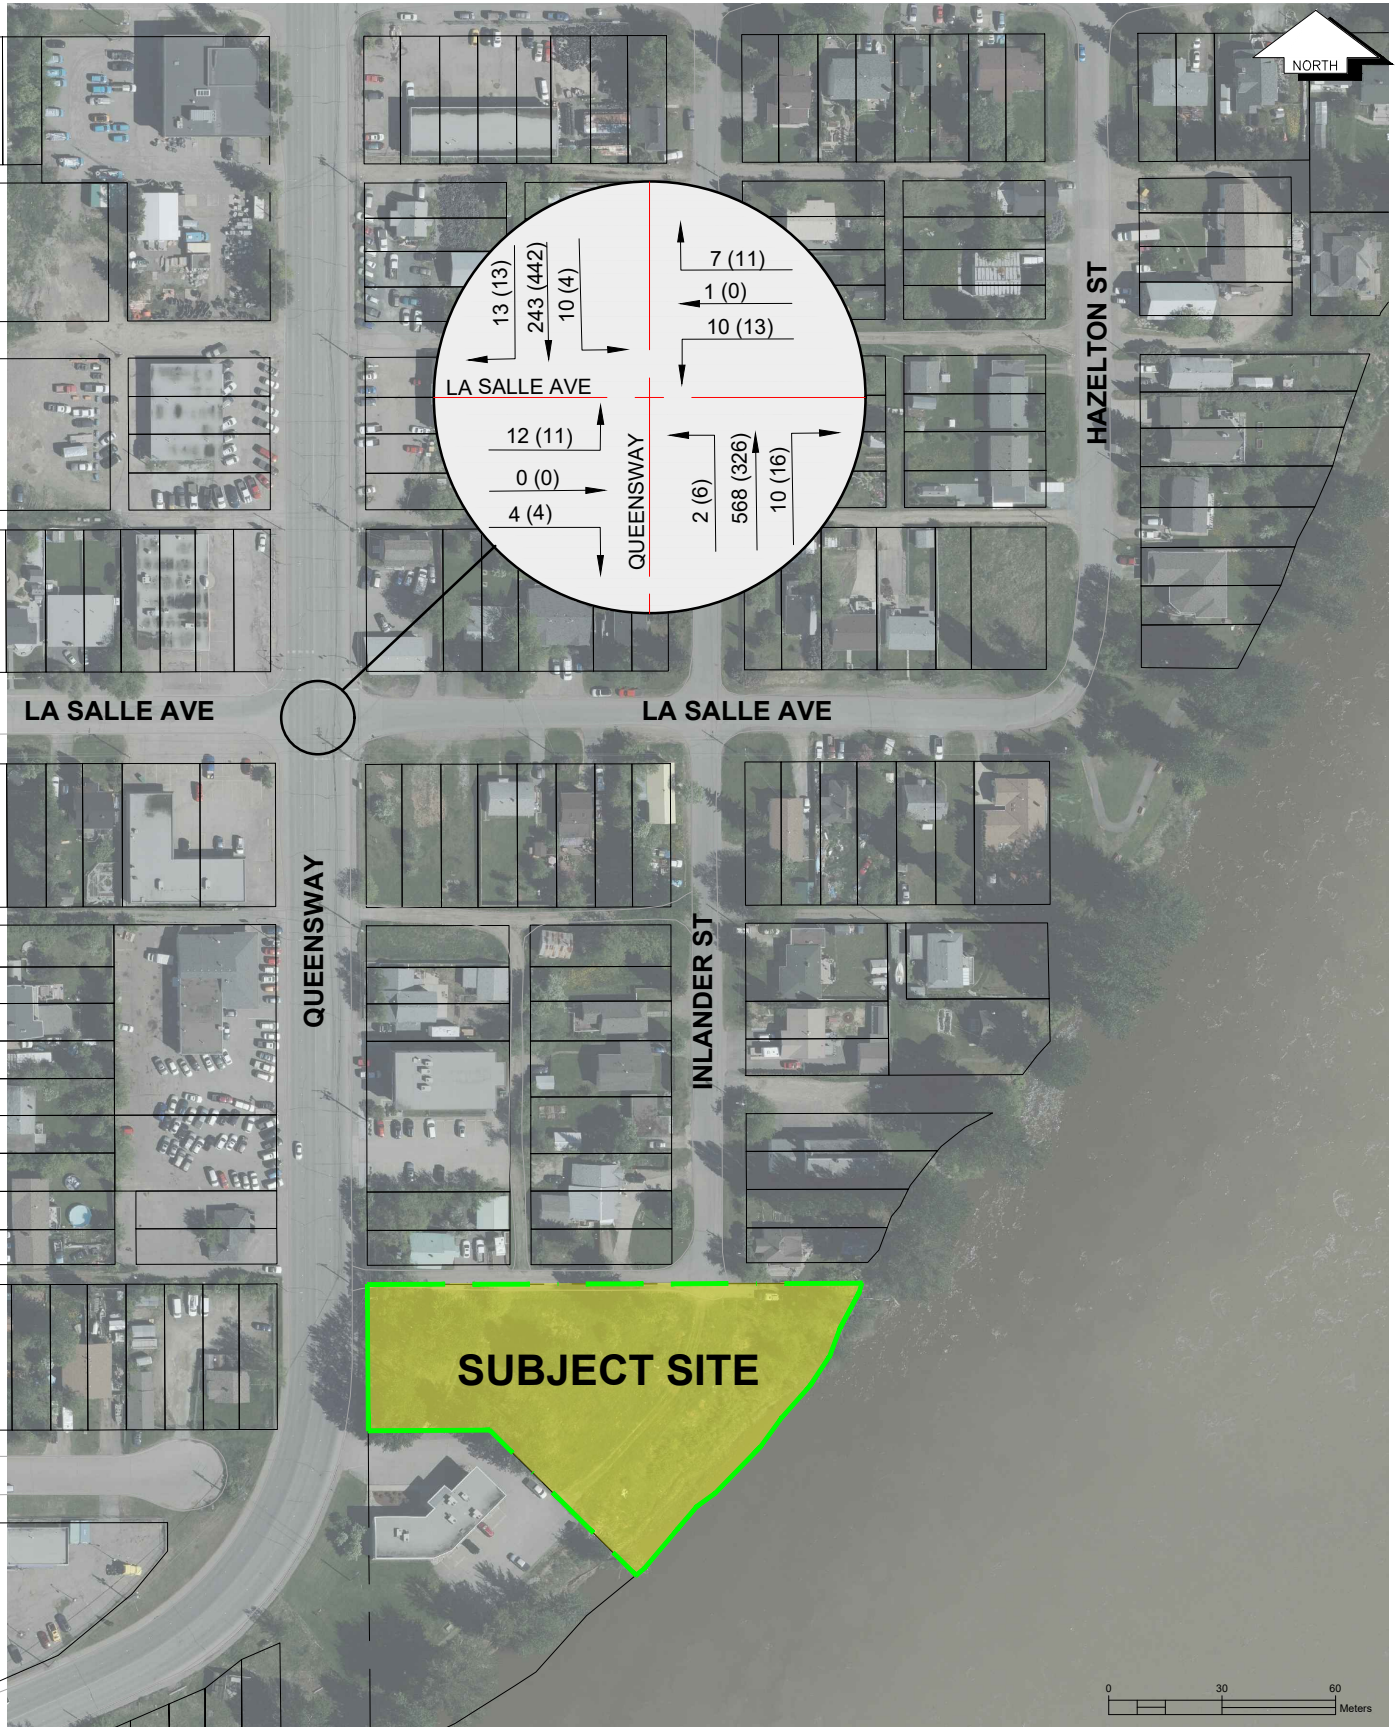 NORTH
13 (13)
243 (442)
10 (4)
7 (11)
1 (0)
10 (13)
LA SALLE AVE
12 (11)
0 (0)
4 (4)
QUEENSWAY
2 (6)
568 (326)
10 (16)
HAZELTON ST
LA SALLE AVE
LA SALLE AVE
QUEENSWAY
INLANDER ST
SUBJECT SITE
0 30 60
Meters